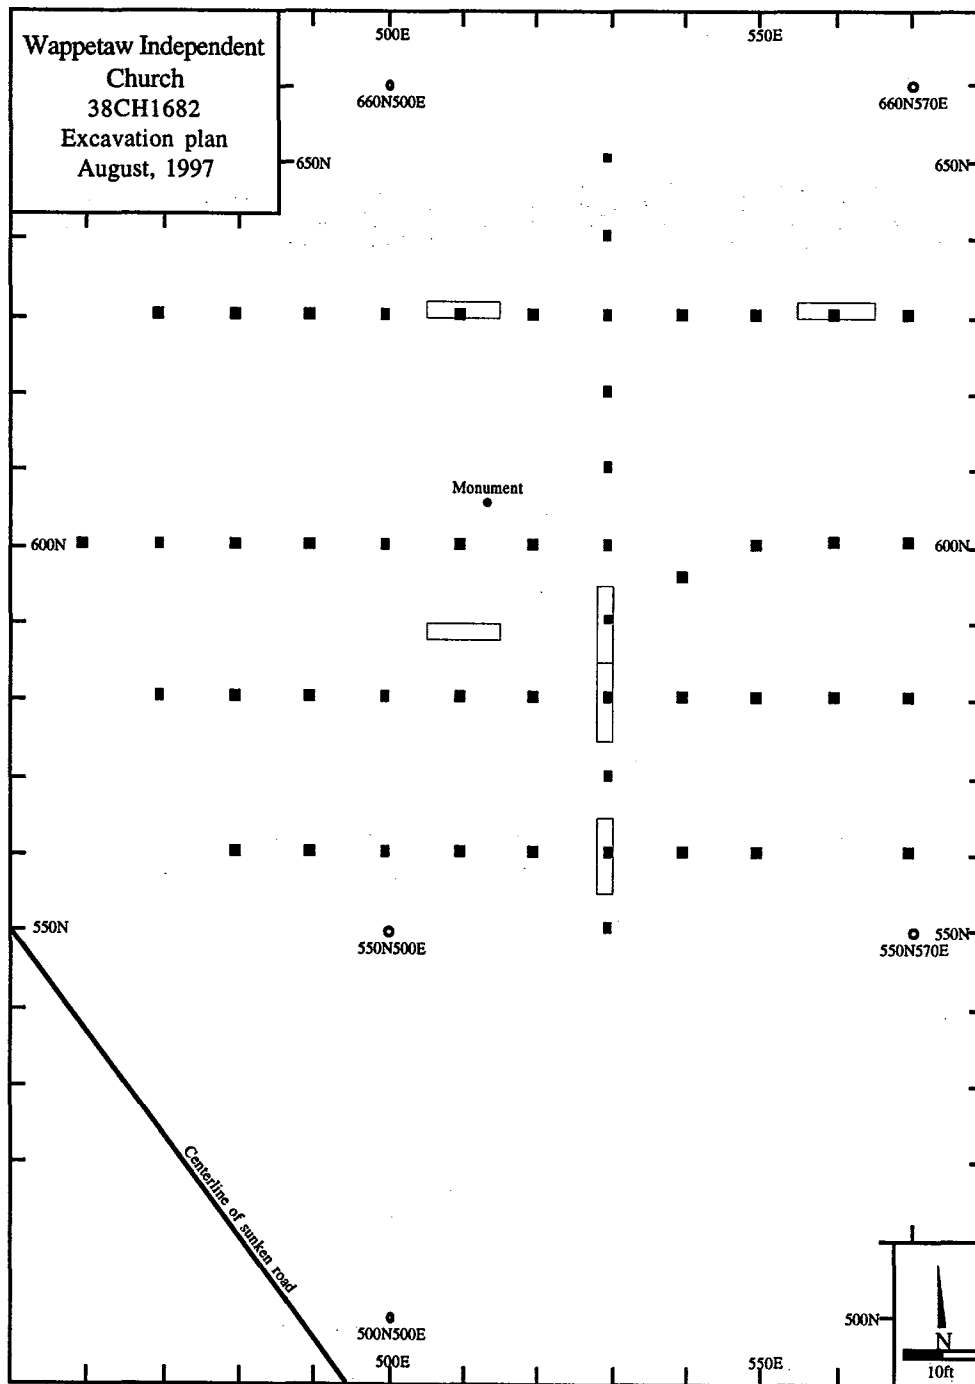 Wappetaw Independent
Church
38CH1682
Excavation plan
August, 1997
500E
550E
660N500E
660N570E
650N
650N
Monument
600N
600N
550N
550N500E
550N
550N570E
Centerline of sunken road
500N500E
500E
550E
500N
N
10ft